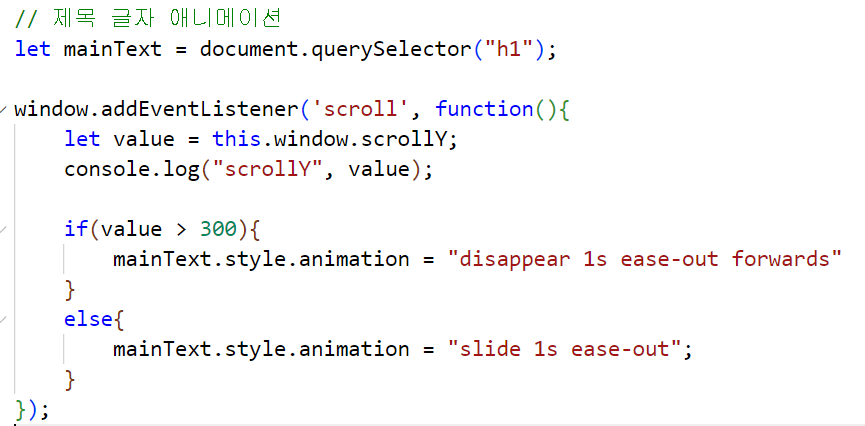 // 제목 글자 애니메이션
let mainText = document.querySelector("h1");
window.addEventListener('scroll', function(){
let value = this.window.scrollY;
console.log("scrollY", value);
if(value > 300){
mainText.style.animation = "disappear 1s ease-out forwards"
}
else{
mainText.style.animation = "slide 1s ease-out";
}
});